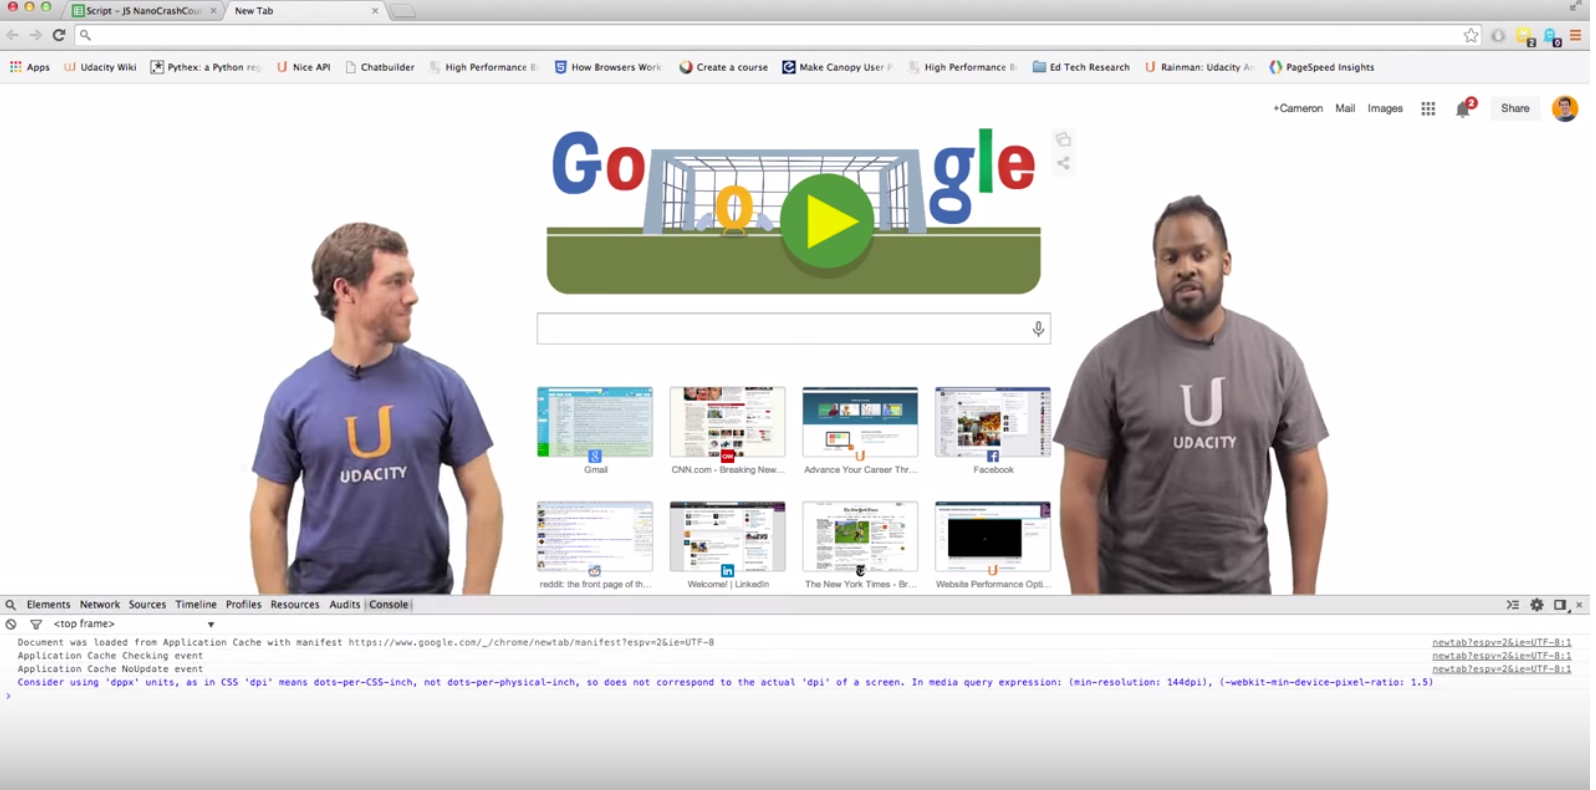 Script – JS NanoCrashCou
New Tab
Apps
Udacity Wiki
Pythex: a Python reg
Nice API
Chatbuilder
High Performance B
How Browsers Work
Create a course
Make Canopy User P
High Performance B
Ed Tech Research
Rainman: Udacity An
PageSpeed Insights
2
0
+Cameron
Mail
Images
2
Share
Google
UDACITY
UDACITY
Gmail
CNN.com - Breaking New...
Advance Your Career Thr...
Facebook
reddit: the front page of th...
Welcome! | LinkedIn
The New York Times - Br...
Website Performance Opti...
Elements
Network
Sources
Timeline
Profiles
Resources
Audits
Console
<top frame>
Document was loaded from Application Cache with manifest https://www.google.com/_/chrome/newtab/manifest?espv=2&ie=UTF-8
newtab?espv=2&ie=UTF-8:1
Application Cache Checking event
newtab?espv=2&ie=UTF-8:1
Application Cache NoUpdate event
newtab?espv=2&ie=UTF-8:1
Consider using 'dppx' units, as in CSS 'dpi' means dots-per-CSS-inch, not dots-per-physical-inch, so does not correspond to the actual 'dpi' of a screen. In media query expression: (min-resolution: 144dpi), (-webkit-min-device-pixel-ratio: 1.5)